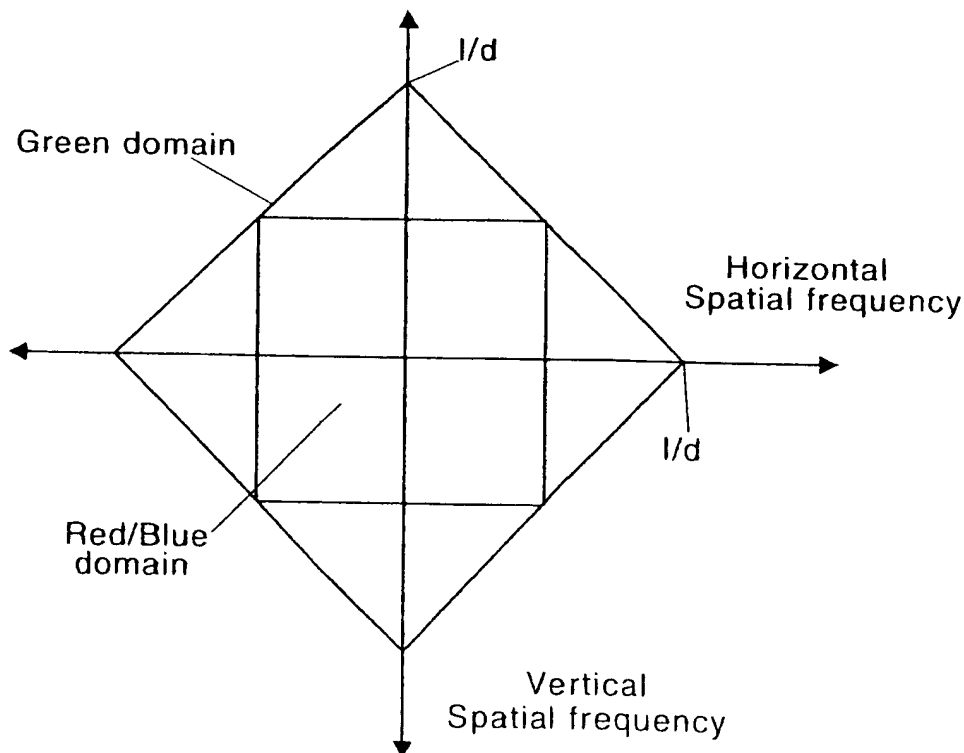 I/d
Green domain
Horizontal
Spatial frequency
I/d
Red/Blue
domain
Vertical
Spatial frequency